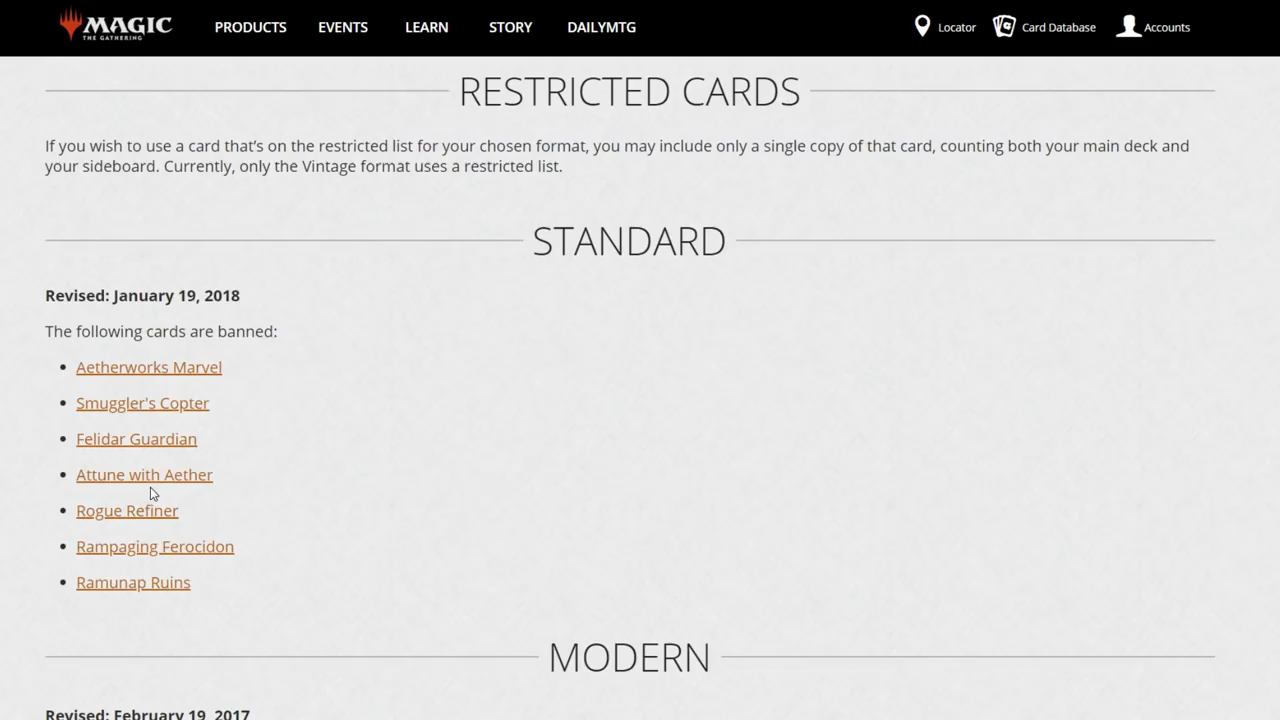 MAGIC
THE GATHERING
PRODUCTS EVENTS LEARN STORY DAILYMTG Locator Card Database Accounts
RESTRICTED CARDS
If you wish to use a card that's on the restricted list for your chosen format, you may include only a single copy of that card, counting both your main deck and
your sideboard. Currently, only the Vintage format uses a restricted list.
STANDARD
Revised: January 19, 2018
The following cards are banned:
Aetherworks Marvel
Smuggler's Copter
Felidar Guardian
Attune with Aether
Rogue Refiner
Rampaging Ferocidon
Ramunap Ruins
MODERN
Revised: February 19, 2017